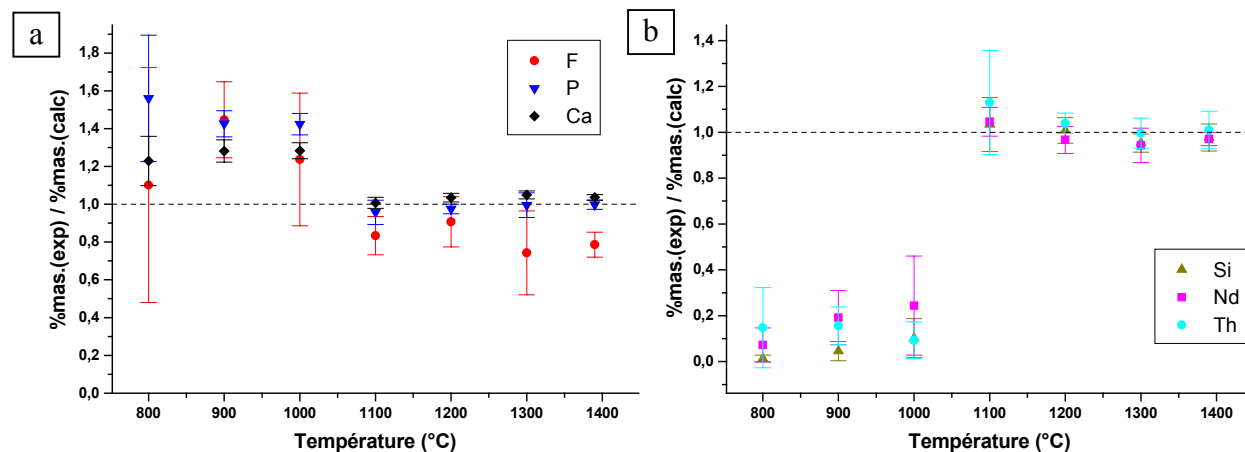 a
%mas.(exp) / %mas.(calc)
1,8
1,6
1,4
1,2
1,0
0,8
0,6
0,4
0,2
0,0
F
P
Ca
800 900 1000 1100 1200 1300 1400
Température (°C)
b
%mas.(exp) / %mas.(calc)
1,4
1,2
1,0
0,8
0,6
0,4
0,2
0,0
Si
Nd
Th
800 900 1000 1100 1200 1300 1400
Température (°C)